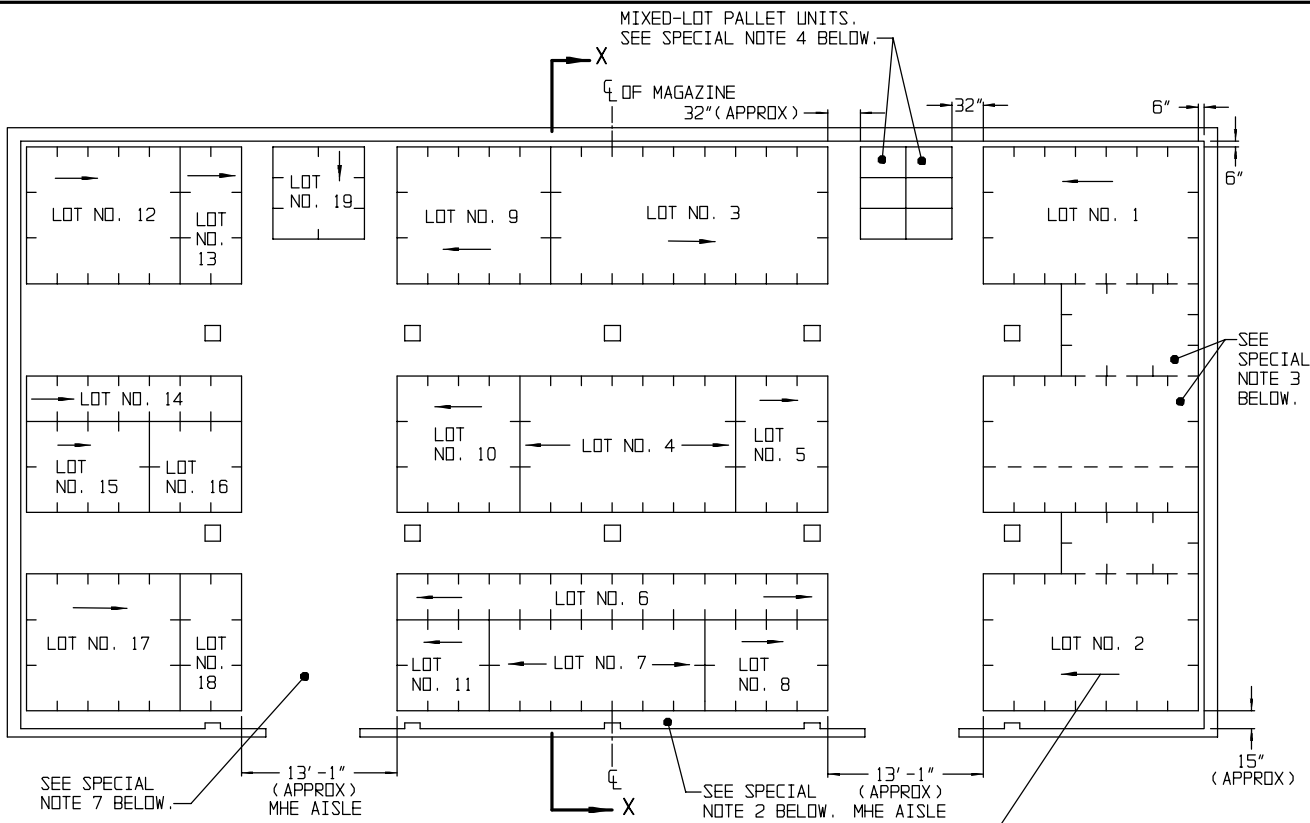 MIXED-LOT PALLET UNITS.
SEE SPECIAL NOTE 4 BELOW.
X
℄ OF MAGAZINE
32"(APPROX)
32"
6"
6"
LOT NO. 12
LOT
NO.
13
LOT
NO. 19
LOT NO. 9
LOT NO. 3
LOT NO. 1
SEE
SPECIAL
NOTE 3
BELOW.
LOT NO. 14
LOT
NO. 15
LOT
NO. 16
LOT
NO. 10
LOT NO. 4
LOT
NO. 5
LOT NO. 17
LOT
NO.
18
LOT NO. 6
LOT
NO. 11
LOT NO. 7
LOT
NO. 8
LOT NO. 2
SEE SPECIAL
NOTE 7 BELOW.
13'-1"
(APPROX)
MHE AISLE
℄
X
SEE SPECIAL
NOTE 2 BELOW.
13'-1"
(APPROX)
MHE AISLE
15"
(APPROX)